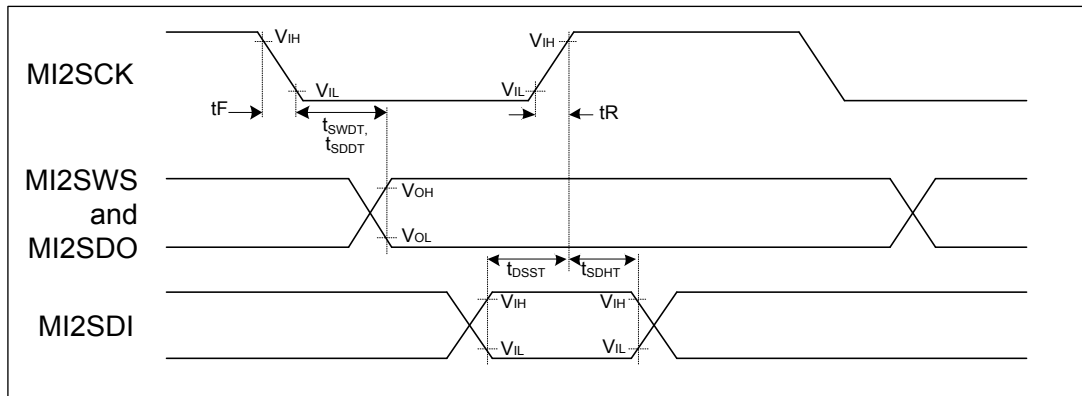 MI2SCK
VIH
VIL
VIH
VIL
tF
tSWDT,
tSDDT
tR
MI2SWS
and
MI2SDO
VOH
VOL
tDSST
tSDHT
MI2SDI
VIH
VIH
VIL
VIL